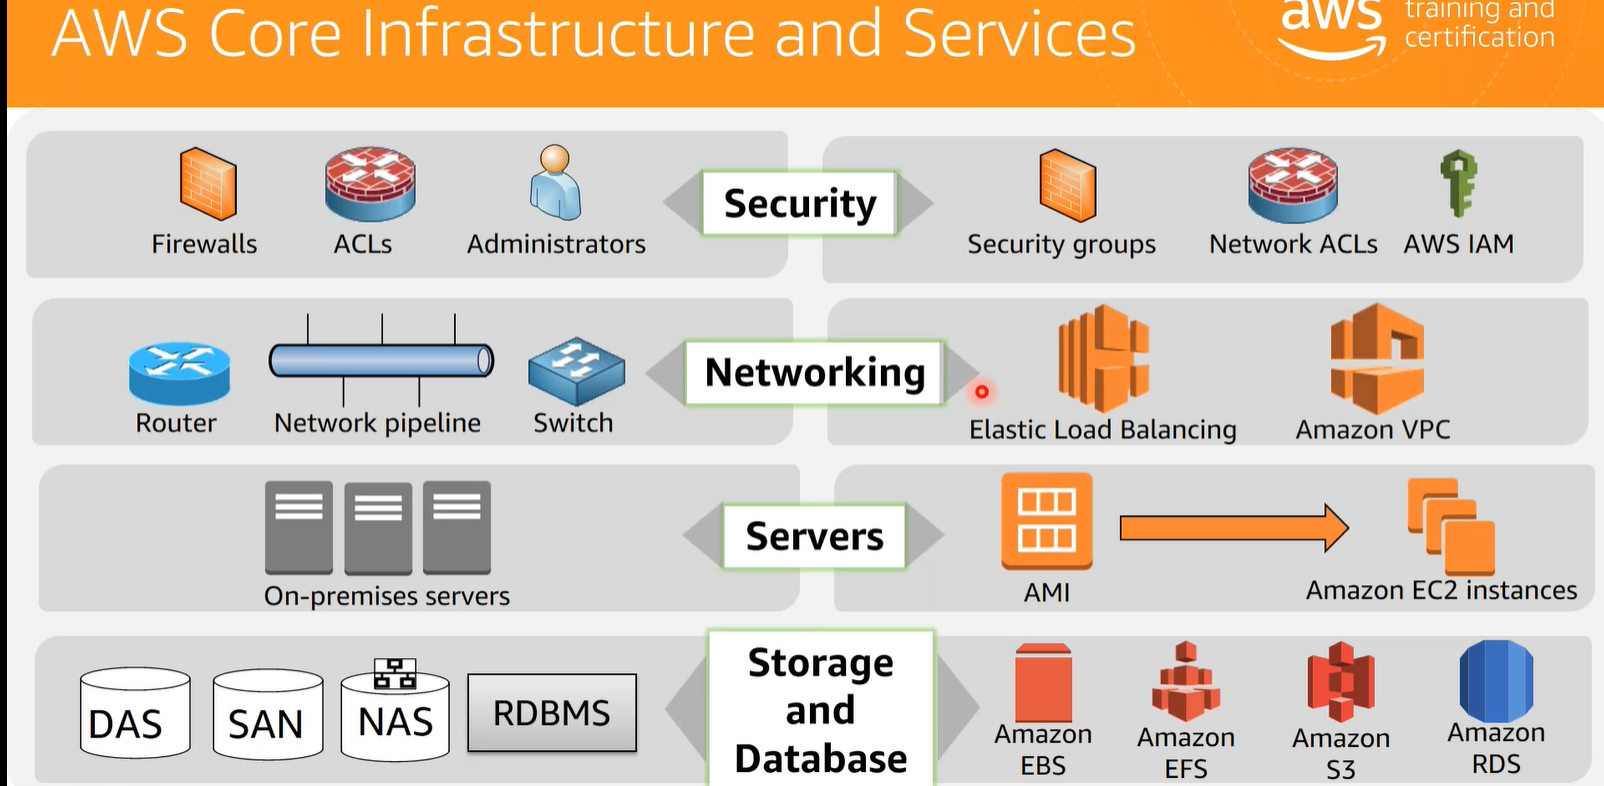 AWS Core Infrastructure and Services
aws
training and
certification
Firewalls
ACLs
Administrators
Security
Security groups
Network ACLs
AWS IAM
Router
Network pipeline
Switch
Networking
Elastic Load Balancing
Amazon VPC
On-premises servers
Servers
AMI
Amazon EC2 instances
DAS
SAN
NAS
RDBMS
Storage
and
Database
Amazon
EBS
Amazon
EFS
Amazon
S3
Amazon
RDS